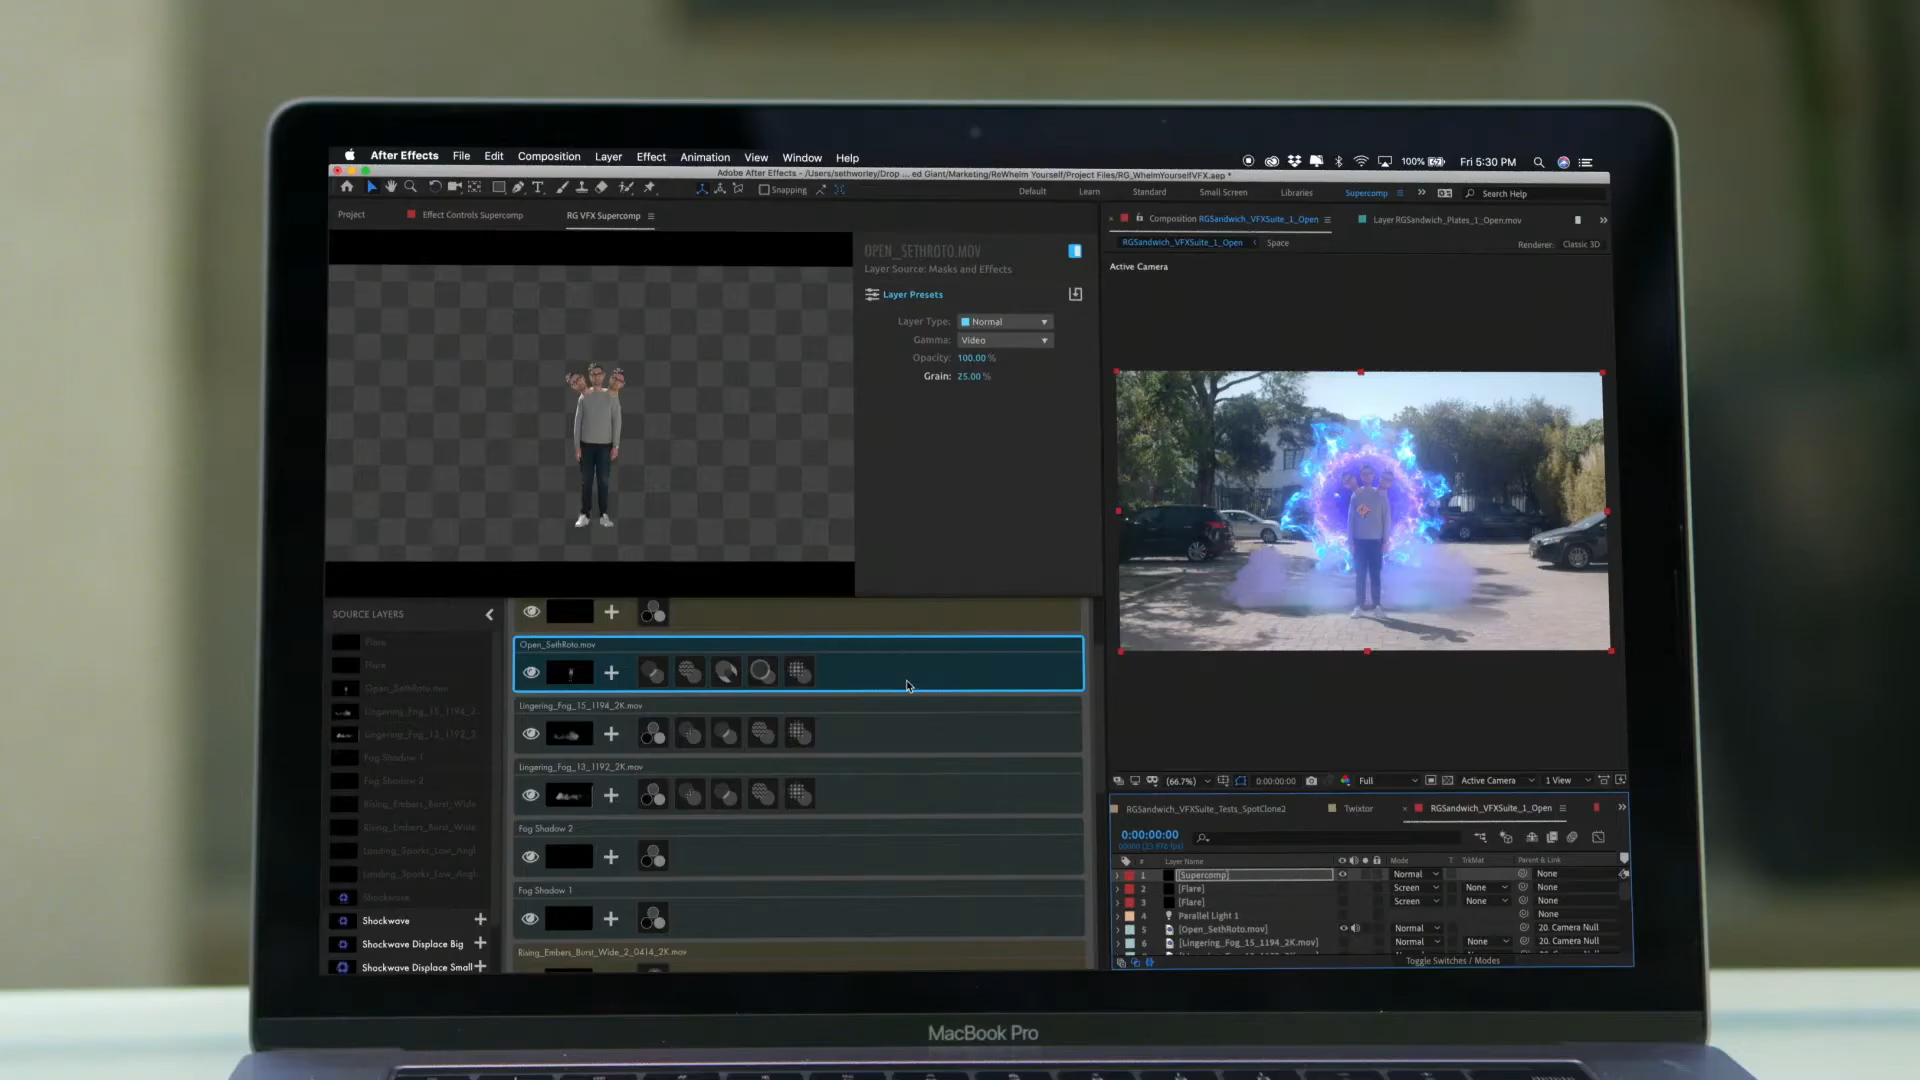 After Effects File Edit Composition Layer Effect Animation View Window Help 100% Fri 5:30 PM
Adobe After Effects - /Users/sethworley/Drop ... ed Giant/Marketing/ReWhelm Yourself/Project Files/RG_WhelmYourselfVFX.aep *
Snapping Default Learn Standard Small Screen Libraries Supercomp Search Help
Project Effect Controls Supercomp RG VFX Supercomp
Composition RGSandwich_VFXSuite_1_Open Layer RGSandwich_Plates_1_Open.mov
RGSandwich_VFXSuite_1_Open Space Renderer: Classic 3D
Active Camera
OPEN_SETHROTO.MOV
Layer Source: Masks and Effects
Layer Presets
Layer Type: Normal
Gamma: Video
Opacity: 100.00 %
Grain: 25.00 %
SOURCE LAYERS
Flare
Flare
Open_SethRoto.mov
Lingering_Fog_15_1194_2...
Lingering_Fog_13_1192_2...
Fog Shadow 1
Fog Shadow 2
Rising_Embers_Burst_Wide
Rising_Embers_Burst_Wide
Landing_Sparks_Low_Angl
Landing_Sparks_Low_Angl
Shockwave
Shockwave
Shockwave Displace Big
Shockwave Displace Small
Open_SethRoto.mov
Lingering_Fog_15_1194_2K.mov
Lingering_Fog_13_1192_2K.mov
Fog Shadow 2
Fog Shadow 1
Rising_Embers_Burst_Wide_2_0414_2K.mov
(66.7%) 0:00:00:00 Full Active Camera 1 View
RGSandwich_VFXSuite_Tests_SpotClone2 Twixtor RGSandwich_VFXSuite_1_Open
0:00:00:00
00000 (23.976 fps)
# Layer Name Mode T TrkMat Parent & Link
1 [Supercomp] Normal None
2 [Flare] Screen None None
3 [Flare] Screen None None
4 Parallel Light 1 None
5 [Open_SethRoto.mov] Normal 20. Camera Null
6 [Lingering_Fog_15_1194_2K.mov] Normal None 20. Camera Null
Toggle Switches / Modes
MacBook Pro